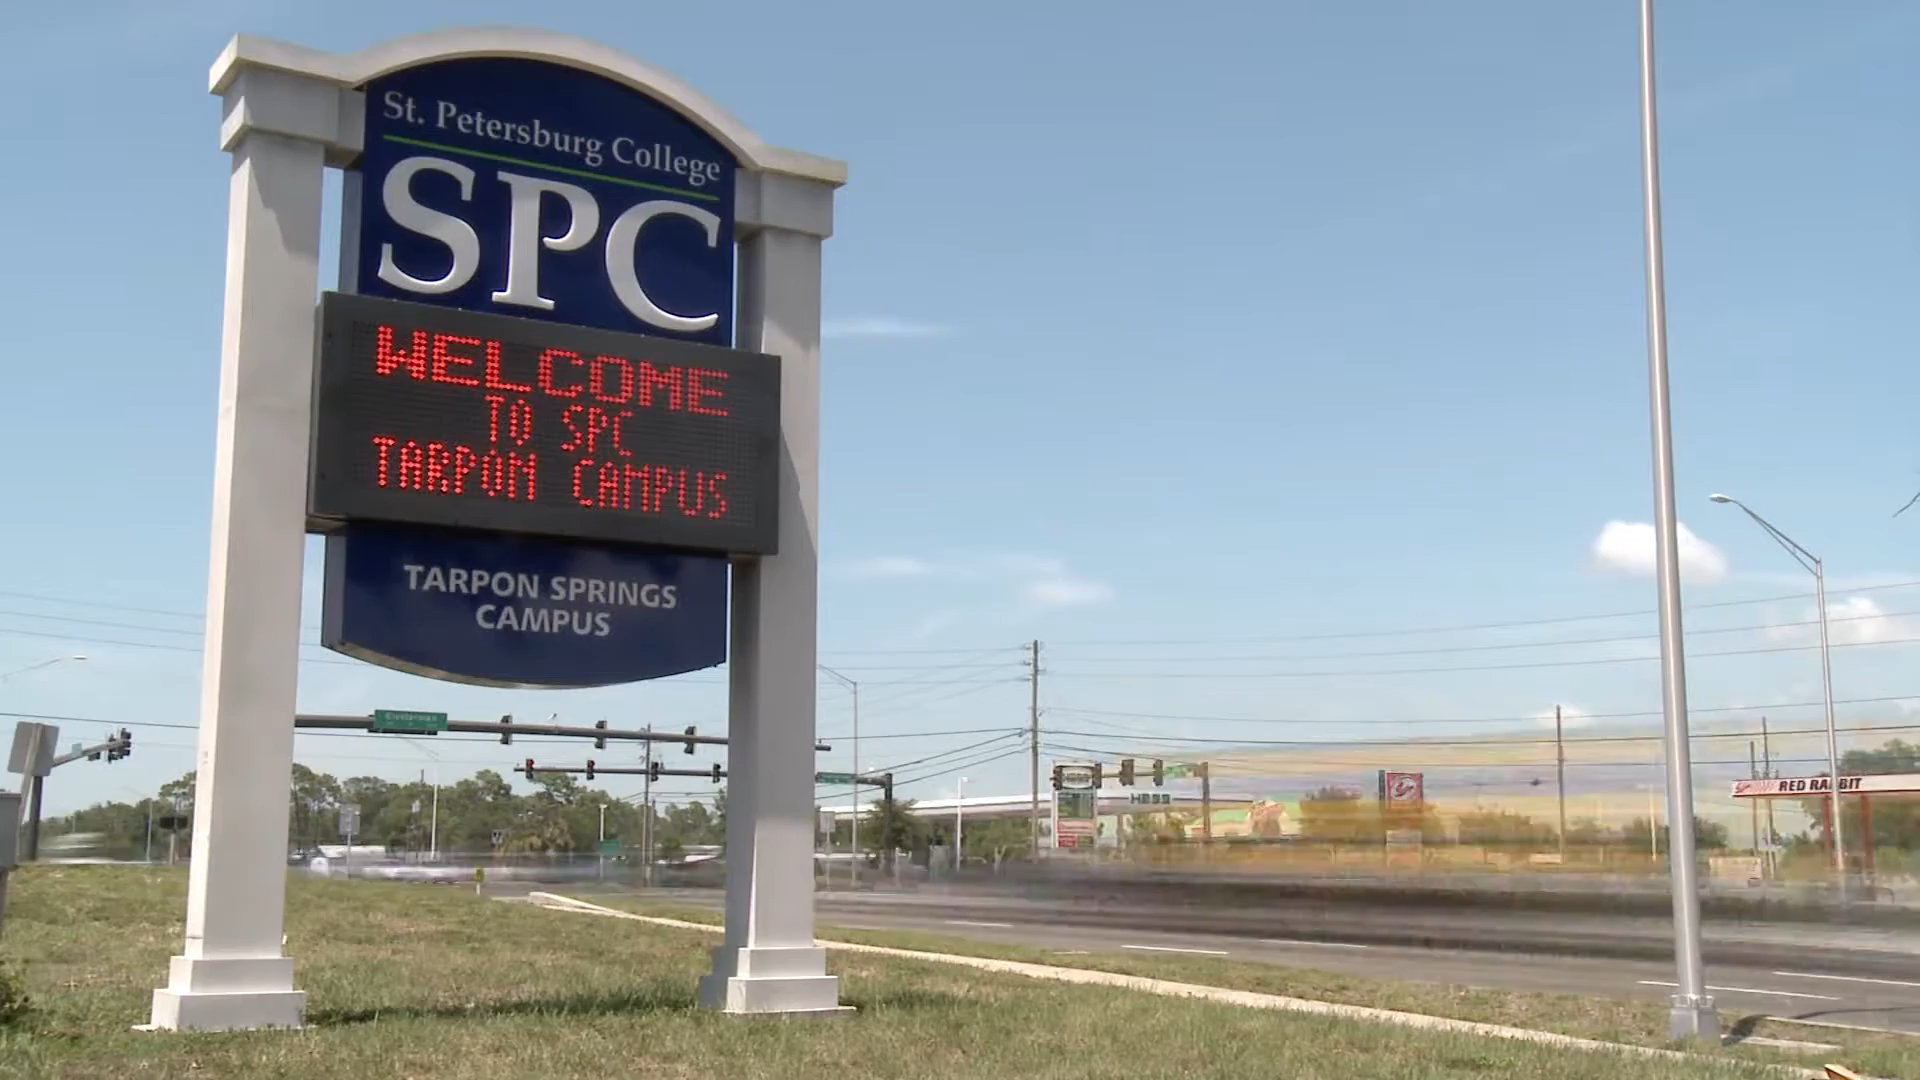 St. Petersburg College
SPC
WELCOME
TO SPC
TARPON CAMPUS
TARPON SPRINGS
CAMPUS
HESS
RED RABBIT